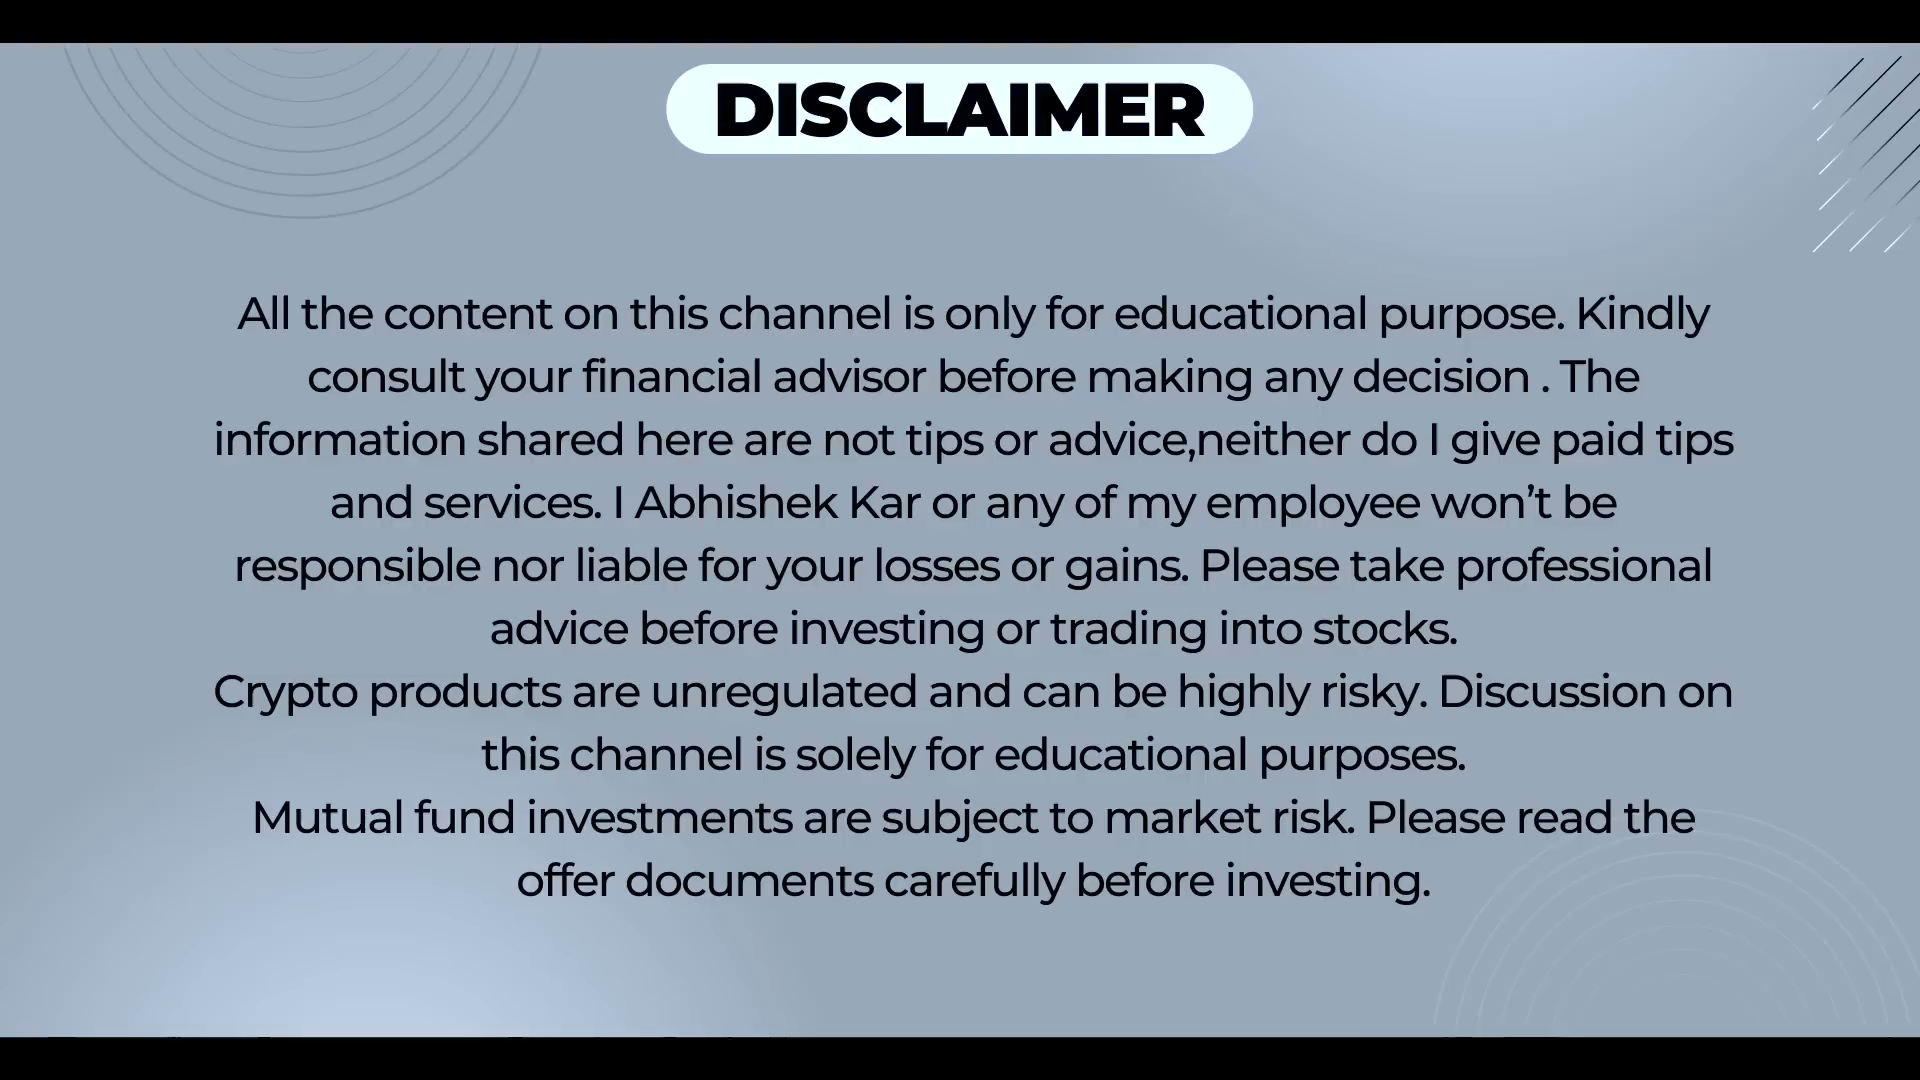 DISCLAIMER
All the content on this channel is only for educational purpose. Kindly
consult your financial advisor before making any decision . The
information shared here are not tips or advice,neither do I give paid tips
and services. I Abhishek Kar or any of my employee won’t be
responsible nor liable for your losses or gains. Please take professional
advice before investing or trading into stocks.
Crypto products are unregulated and can be highly risky. Discussion on
this channel is solely for educational purposes.
Mutual fund investments are subject to market risk. Please read the
offer documents carefully before investing.